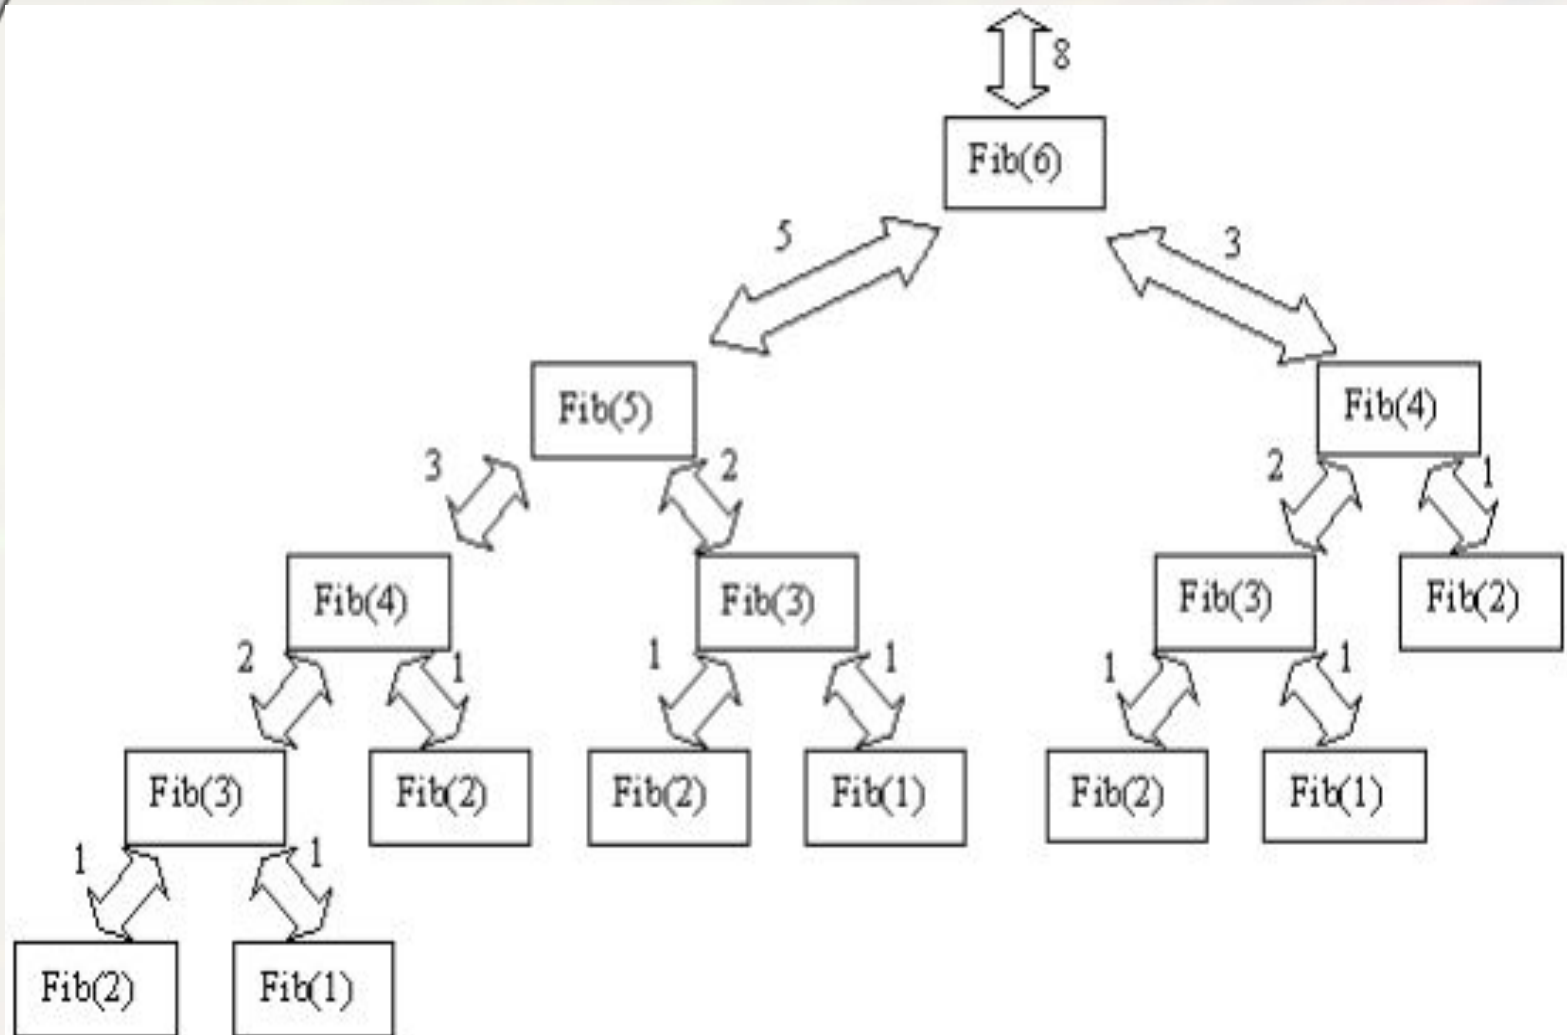 8
Fib(6)
5 3
Fib(5) Fib(4)
3 2 2 1
Fib(4) Fib(3) Fib(3) Fib(2)
2 1 1 1 1 1
Fib(3) Fib(2) Fib(2) Fib(1) Fib(2) Fib(1)
1 1
Fib(2) Fib(1)